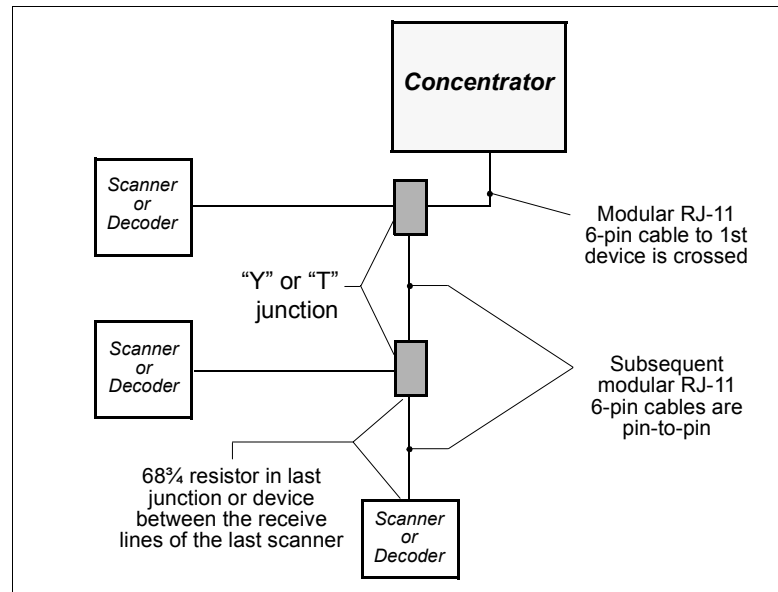 Concentrator
Scanner
or
Decoder
Modular RJ-11
6-pin cable to 1st
device is crossed
“Y” or “T”
junction
Scanner
or
Decoder
Subsequent
modular RJ-11
6-pin cables are
pin-to-pin
68¾ resistor in last
junction or device
between the receive
lines of the last scanner
Scanner
or
Decoder